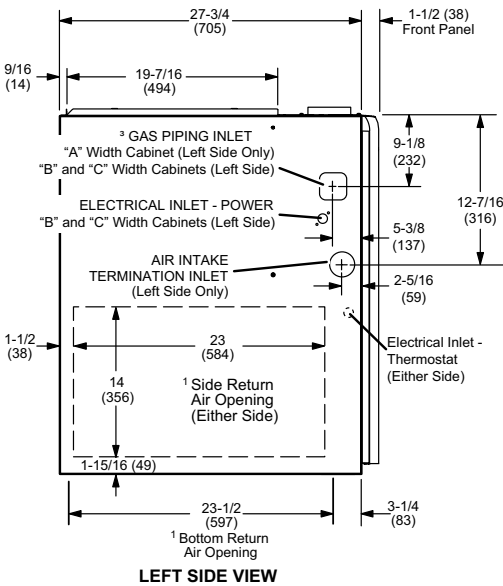 27-3/4
(705)
1-1/2 (38)
Front Panel
9/16
(14)
19-7/16
(494)
³ GAS PIPING INLET
“A” Width Cabinet (Left Side Only)
“B” and “C” Width Cabinets (Left Side)
9-1/8
(232)
12-7/16
(316)
ELECTRICAL INLET - POWER
“B” and “C” Width Cabinets (Left Side)
5-3/8
(137)
AIR INTAKE
TERMINATION INLET
(Left Side Only)
2-5/16
(59)
1-1/2
(38)
23
(584)
Electrical Inlet -
Thermostat
(Either Side)
14
(356)
¹ Side Return
Air Opening
(Either Side)
1-15/16 (49)
23-1/2
(597)
3-1/4
(83)
¹ Bottom Return
Air Opening
LEFT SIDE VIEW